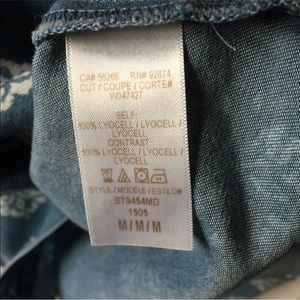 CA# 56266 RN# 92874
CUT / COUPE / CORTE#
W047427
SELF:
100% LYOCELL / LYOCELL /
LYOCELL
CONTRAST
100% LYOCELL / LYOCELL /
LYOCELL
STYLE / MODÈLE / ESTILO#
ST9454MD
1505
M / M / M